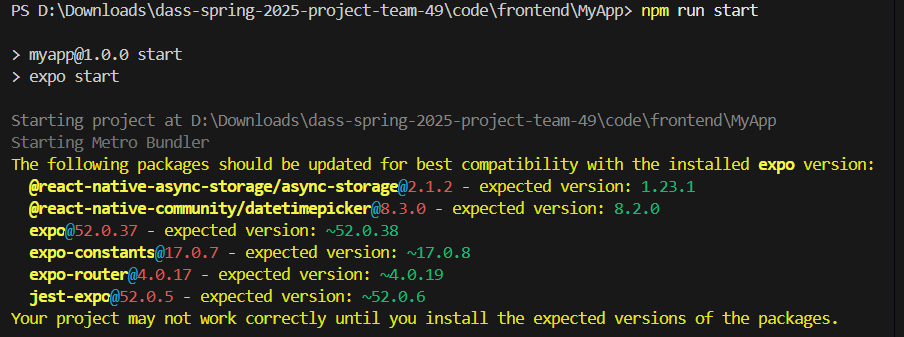 PS D:\Downloads\dass-spring-2025-project-team-49\code\frontend\MyApp> npm run start
> myapp@1.0.0 start
> expo start
Starting project at D:\Downloads\dass-spring-2025-project-team-49\code\frontend\MyApp
Starting Metro Bundler
The following packages should be updated for best compatibility with the installed expo version:
  @react-native-async-storage/async-storage@2.1.2 - expected version: 1.23.1
  @react-native-community/datetimepicker@8.3.0 - expected version: 8.2.0
  expo@52.0.37 - expected version: ~52.0.38
  expo-constants@17.0.7 - expected version: ~17.0.8
  expo-router@4.0.17 - expected version: ~4.0.19
  jest-expo@52.0.5 - expected version: ~52.0.6
Your project may not work correctly until you install the expected versions of the packages.